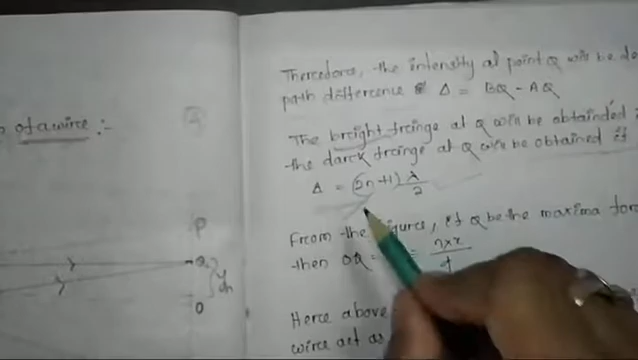 of a wire :-
P
Q
O
Therefore, the intensity at point Q will be de
path difference Δ = BQ - AQ
The bright fringe at Q will be obtained
the darck fringe at Q will be obtained if
Δ = (2n+1) λ/2
From the figure, if Q be the maxima for
then OQ =
Here above
wire act as